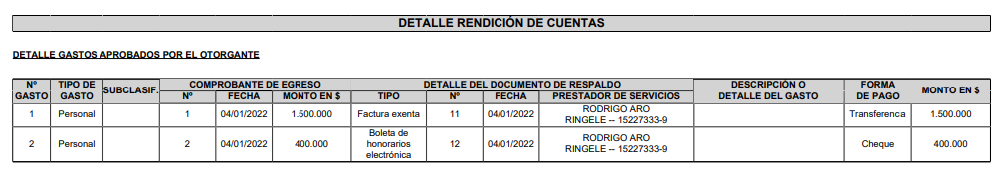 DETALLE RENDICIÓN DE CUENTAS
DETALLE GASTOS APROBADOS POR EL OTORGANTE
Nº GASTO TIPO DE GASTO SUBCLASIF. COMPROBANTE DE EGRESO DETALLE DEL DOCUMENTO DE RESPALDO DESCRIPCIÓN O DETALLE DEL GASTO FORMA DE PAGO MONTO EN $
Nº FECHA MONTO EN $ TIPO Nº FECHA PRESTADOR DE SERVICIOS
1 Personal 1 04/01/2022 1.500.000 Factura exenta 11 04/01/2022 RODRIGO ARO RINGELE -- 15227333-9 Transferencia 1.500.000
2 Personal 2 04/01/2022 400.000 Boleta de honorarios electrónica 12 04/01/2022 RODRIGO ARO RINGELE -- 15227333-9 Cheque 400.000